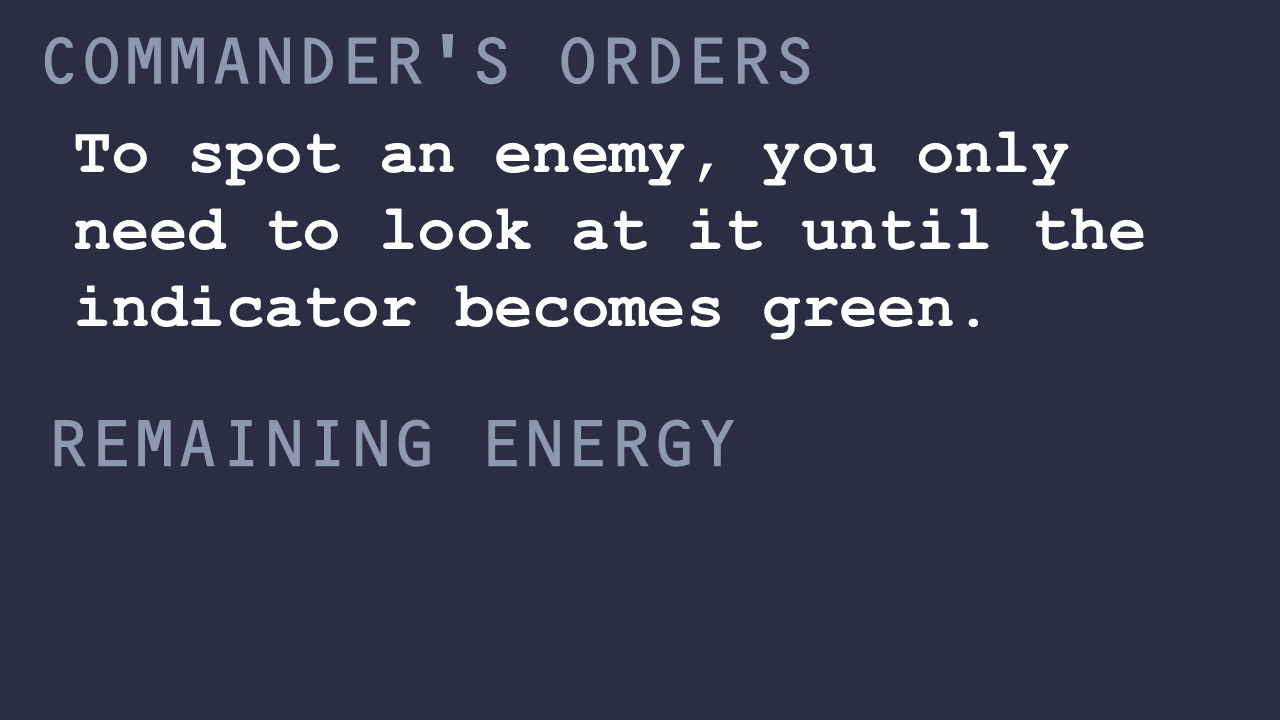 COMMANDER'S ORDERS
To spot an enemy, you only
need to look at it until the
indicator becomes green.
REMAINING ENERGY